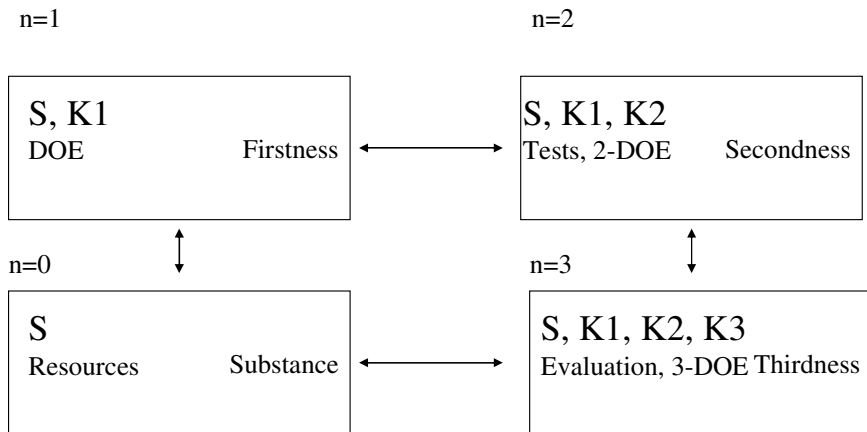 n=1
n=2
S, K1
DOE Firstness
S, K1, K2
Tests, 2-DOE Secondness
n=0
n=3
S
Resources Substance
S, K1, K2, K3
Evaluation, 3-DOE Thirdness